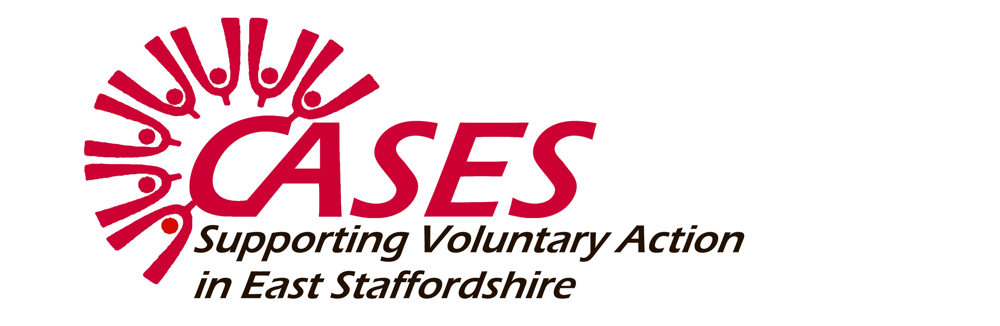 CASES
Supporting Voluntary Action
in East Staffordshire